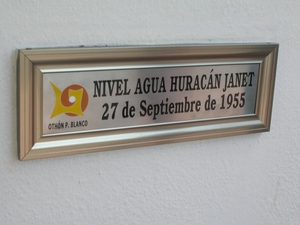 NIVEL AGUA HURACÁN JANET
27 de Septiembre de 1955
OTHÓN P. BLANCO